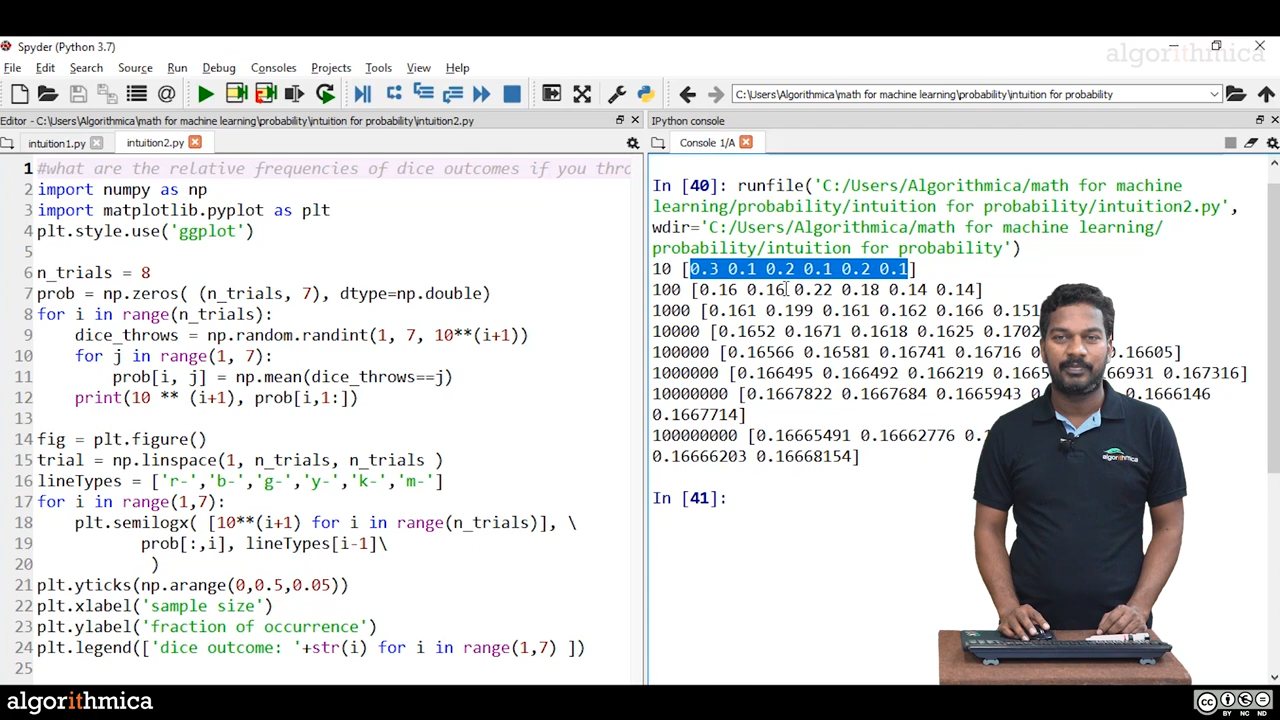 Spyder (Python 3.7)
algorithmica
File Edit Search Source Run Debug Consoles Projects Tools View Help
C:\Users\Algorithmica\math for machine learning\probability\intuition for probability
Editor - C:\Users\Algorithmica\math for machine learning\probability\intuition for probability\intuition2.py
IPython console
intuition1.py intuition2.py
Console 1/A
1 #what are the relative frequencies of dice outcomes if you thro
2 import numpy as np
3 import matplotlib.pyplot as plt
4 plt.style.use('ggplot')
5
6 n_trials = 8
7 prob = np.zeros( (n_trials, 7), dtype=np.double)
8 for i in range(n_trials):
9 dice_throws = np.random.randint(1, 7, 10**(i+1))
10 for j in range(1, 7):
11 prob[i, j] = np.mean(dice_throws==j)
12 print(10 ** (i+1), prob[i,1:])
13
14 fig = plt.figure()
15 trial = np.linspace(1, n_trials, n_trials )
16 lineTypes = ['r-','b-','g-','y-','k-','m-']
17 for i in range(1,7):
18 plt.semilogx( [10**(i+1) for i in range(n_trials)], \
19 prob[:,i], lineTypes[i-1]\
20 )
21 plt.yticks(np.arange(0,0.5,0.05))
22 plt.xlabel('sample size')
23 plt.ylabel('fraction of occurrence')
24 plt.legend(['dice outcome: '+str(i) for i in range(1,7) ])
25
In [40]: runfile('C:/Users/Algorithmica/math for machine
learning/probability/intuition for probability/intuition2.py',
wdir='C:/Users/Algorithmica/math for machine learning/
probability/intuition for probability')
10 [0.3 0.1 0.2 0.1 0.2 0.1]
100 [0.16 0.16 0.22 0.18 0.14 0.14]
1000 [0.161 0.199 0.161 0.162 0.166 0.151
10000 [0.1652 0.1671 0.1618 0.1625 0.1702
100000 [0.16566 0.16581 0.16741 0.16716 0.16605]
1000000 [0.166495 0.166492 0.166219 0.1665 6931 0.167316]
10000000 [0.1667822 0.1667684 0.1665943 0.1666146
0.1667714]
100000000 [0.16665491 0.16662776 0.1
0.16666203 0.16668154]
In [41]:
algorithmica
algorithmica
CC BY NC ND